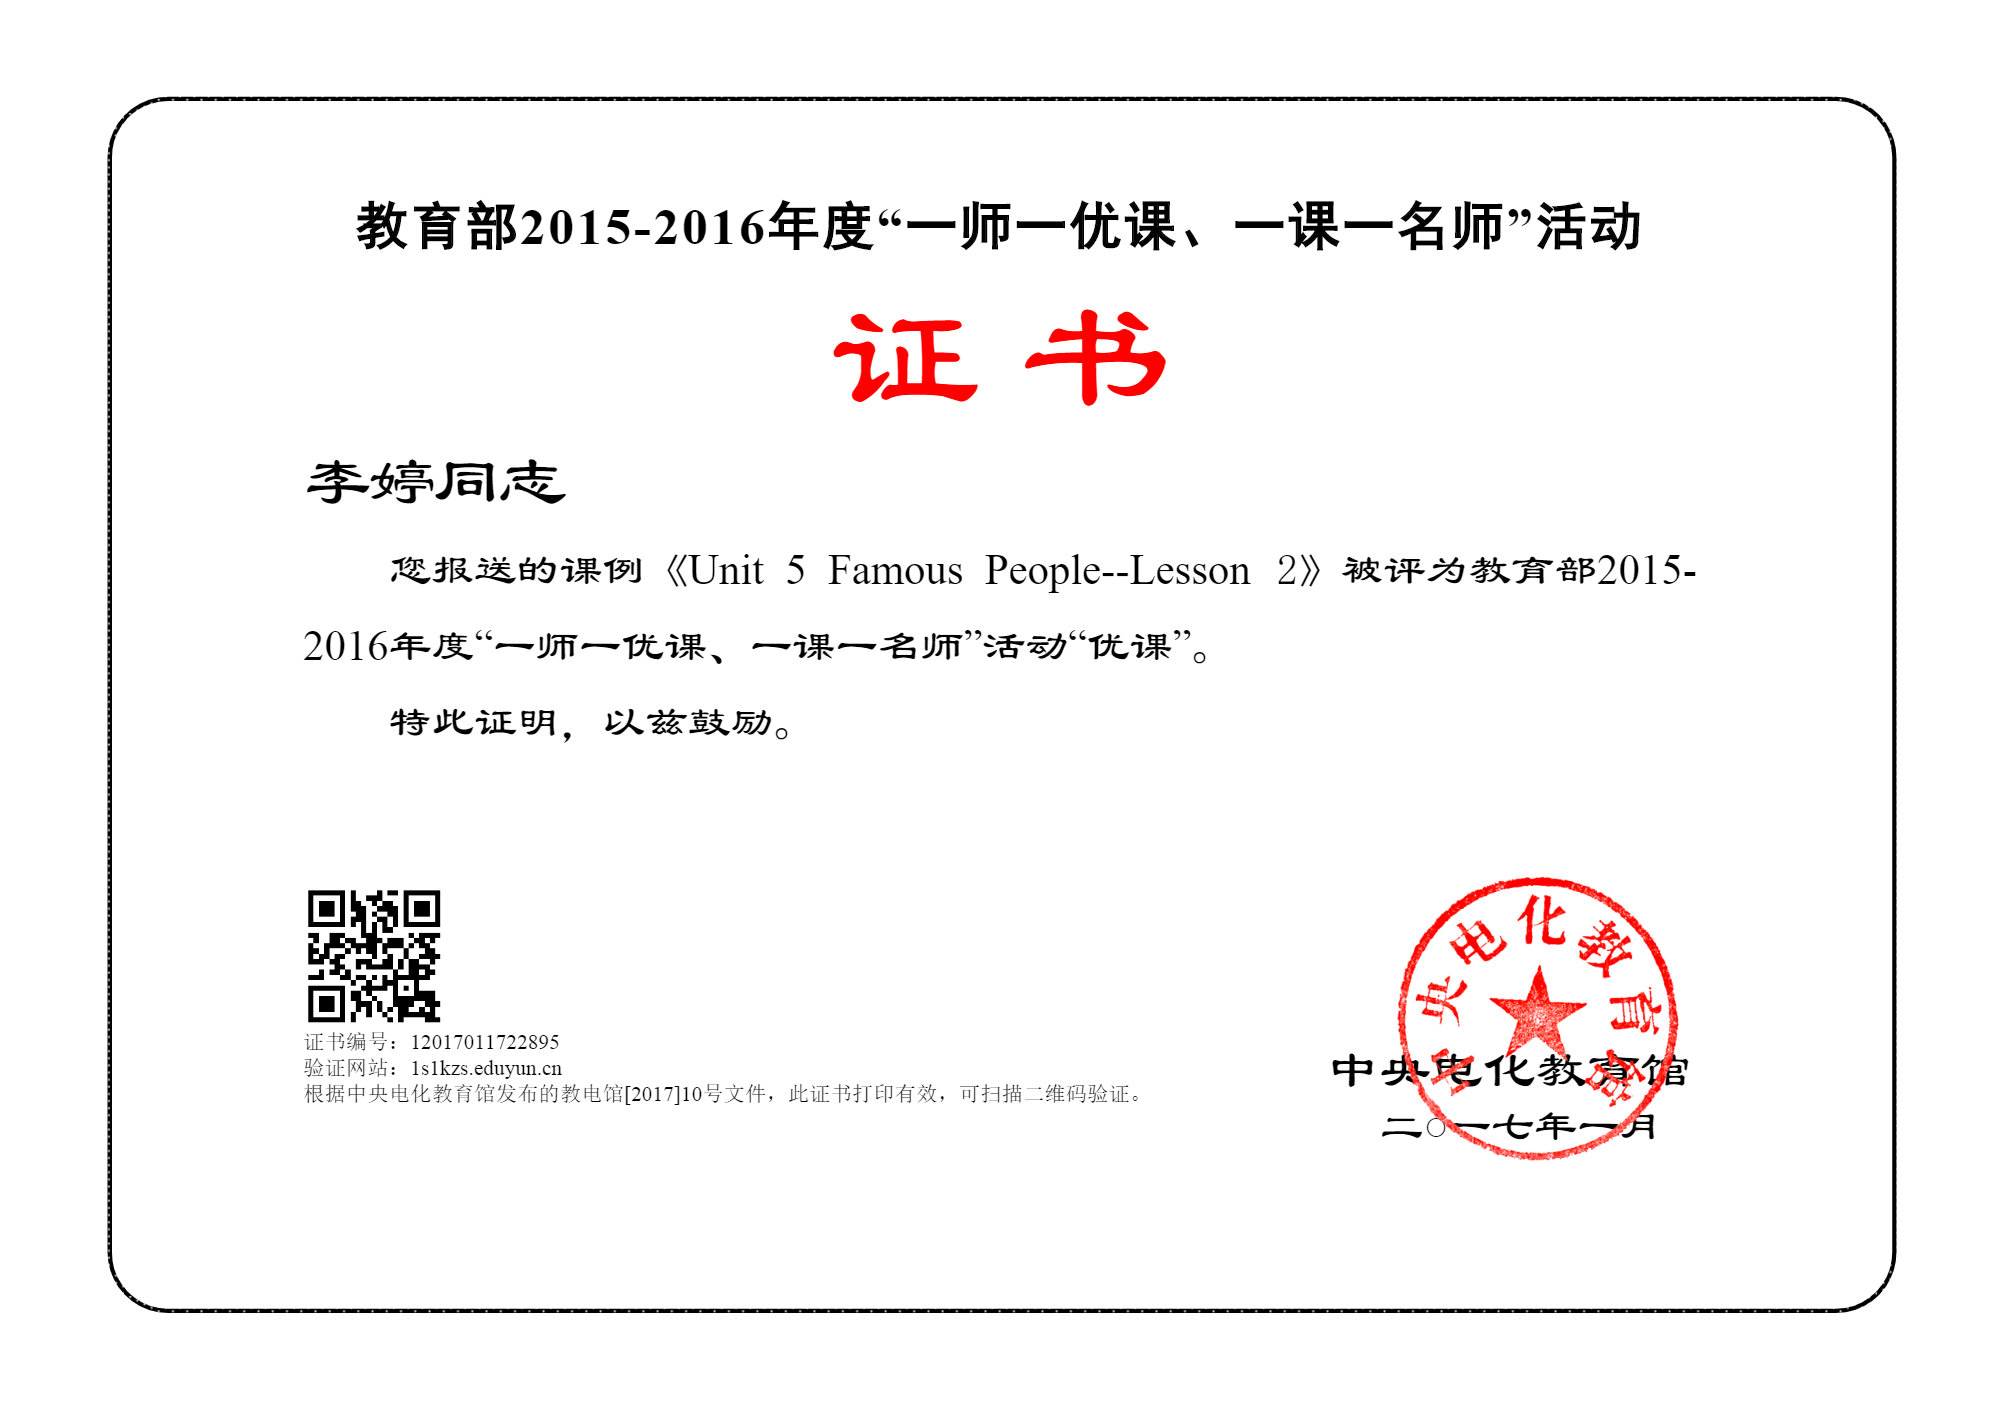 教育部2015-2016年度“一师一优课、一课一名师”活动
证书
李婷同志
您报送的课例《Unit 5 Famous People--Lesson 2》被评为教育部2015-
2016年度“一师一优课、一课一名师”活动“优课”。
特此证明，以兹鼓励。
证书编号：12017011722895
验证网站：1s1kzs.eduyun.cn
根据中央电化教育馆发布的教电馆[2017]10号文件，此证书打印有效，可扫描二维码验证。
中央电化教育馆
中央电化教育馆
二○一七年一月